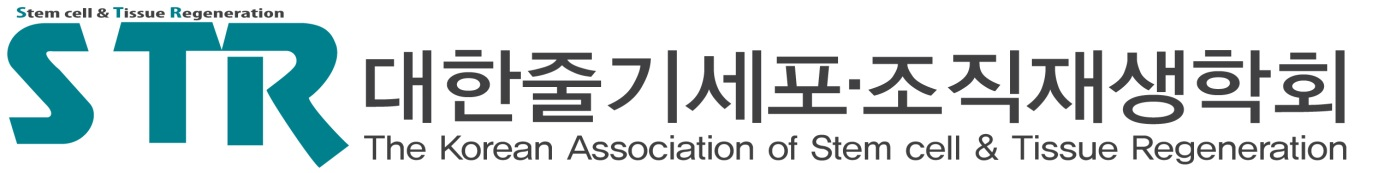 Stem cell & Tissue Regeneration
STR
대한줄기세포·조직재생학회
The Korean Association of Stem cell & Tissue Regeneration